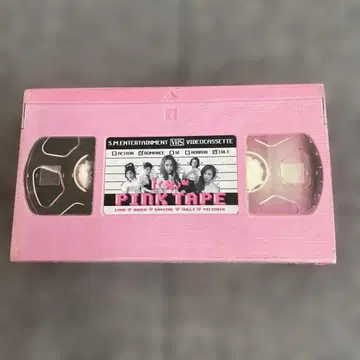 S.M.ENTERTAINMENT VHS VIDEOCASSETTE
ACTION ROMANCE SF HORROR CULT
f(x)
PINK TAPE
LUNA ♥ AMBER ♥ KRYSTAL ♥ SULLI ♥ VICTORIA